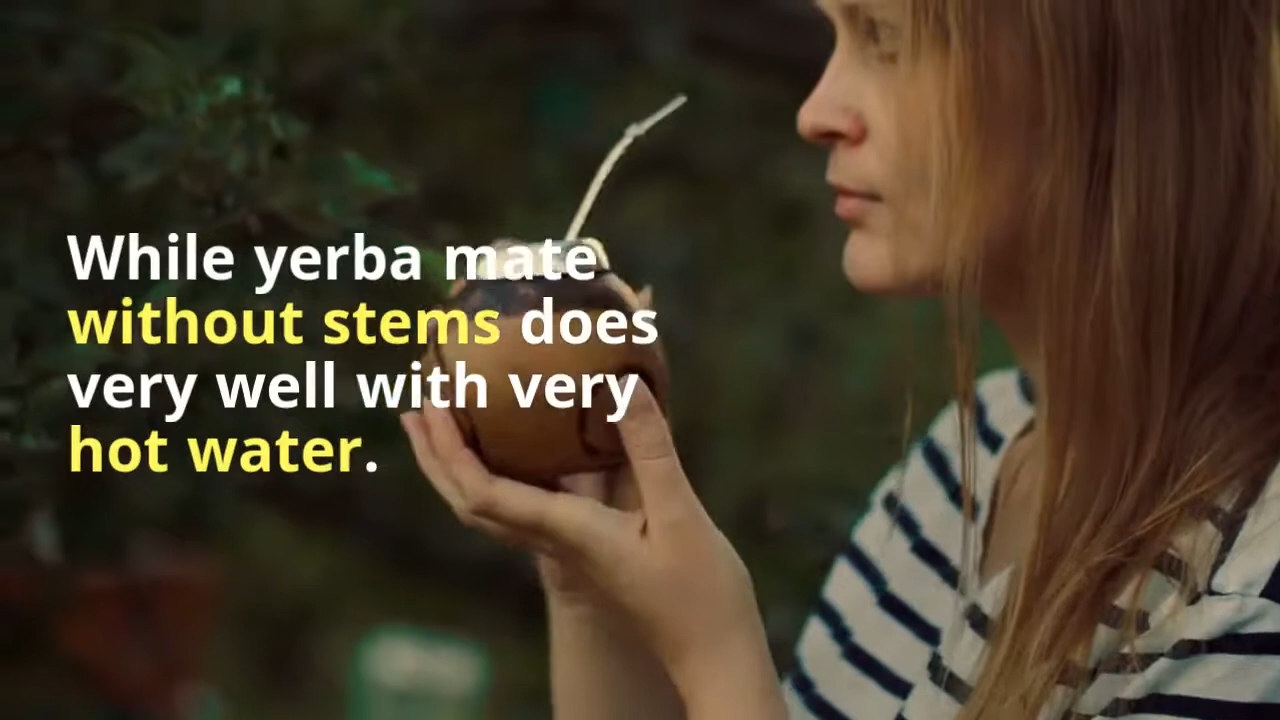 While yerba mate
without stems does
very well with very
hot water.